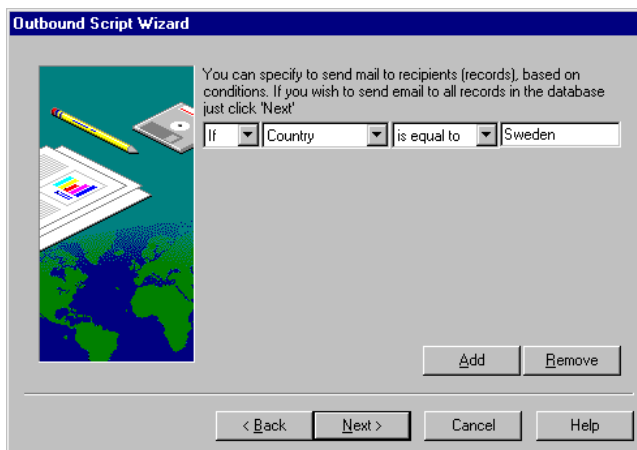 Outbound Script Wizard
You can specify to send mail to recipients (records), based on
conditions. If you wish to send email to all records in the database
just click 'Next'
If Country is equal to Sweden
Add Remove
< Back Next > Cancel Help